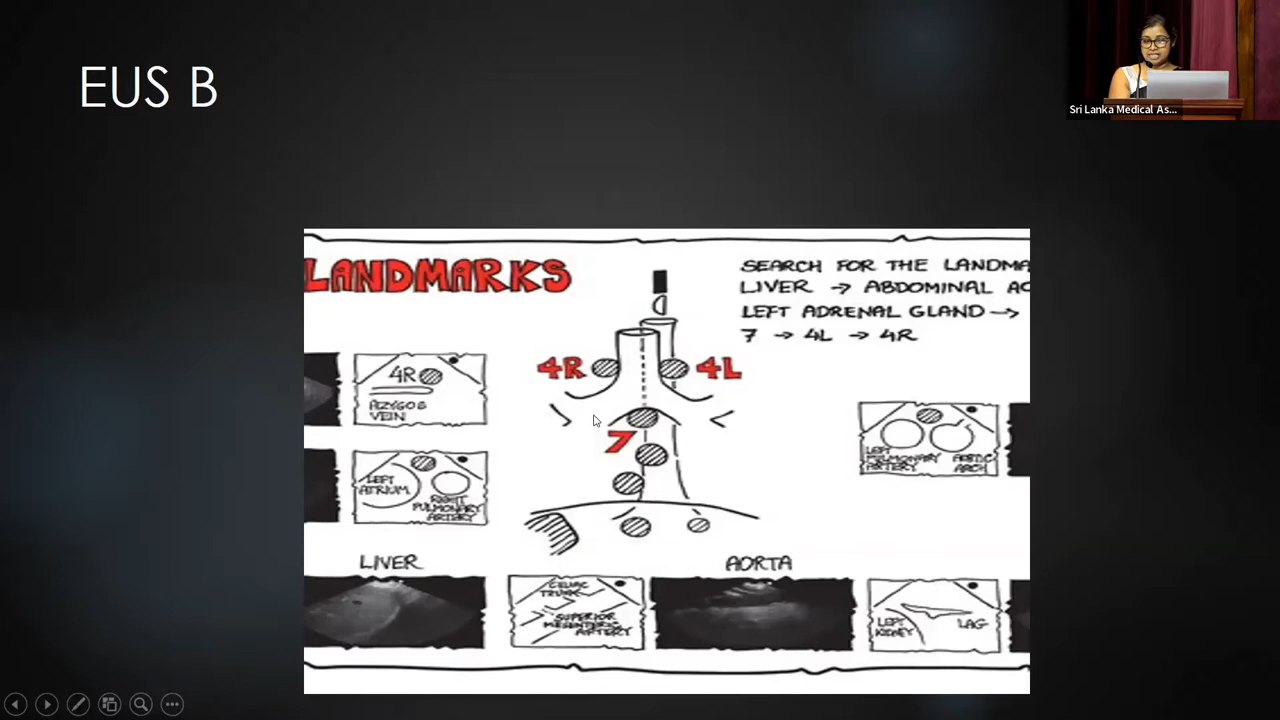 EUS B
Sri Lanka Medical As...
LANDMARKS
SEARCH FOR THE LANDMA
LIVER → ABDOMINAL AO
LEFT ADRENAL GLAND →
7 → 4L → 4R
4R
4L
7
4R
AZYGOS
VEIN
LEFT
ATRIUM
RIGHT
PULMONARY
ARTERY
LEFT
PULMONARY
ARTERY
AORTIC
ARCH
LIVER
AORTA
CELIAC
TRUNK
SUPERIOR
MESENTERIC
ARTERY
LEFT
KIDNEY
LAG